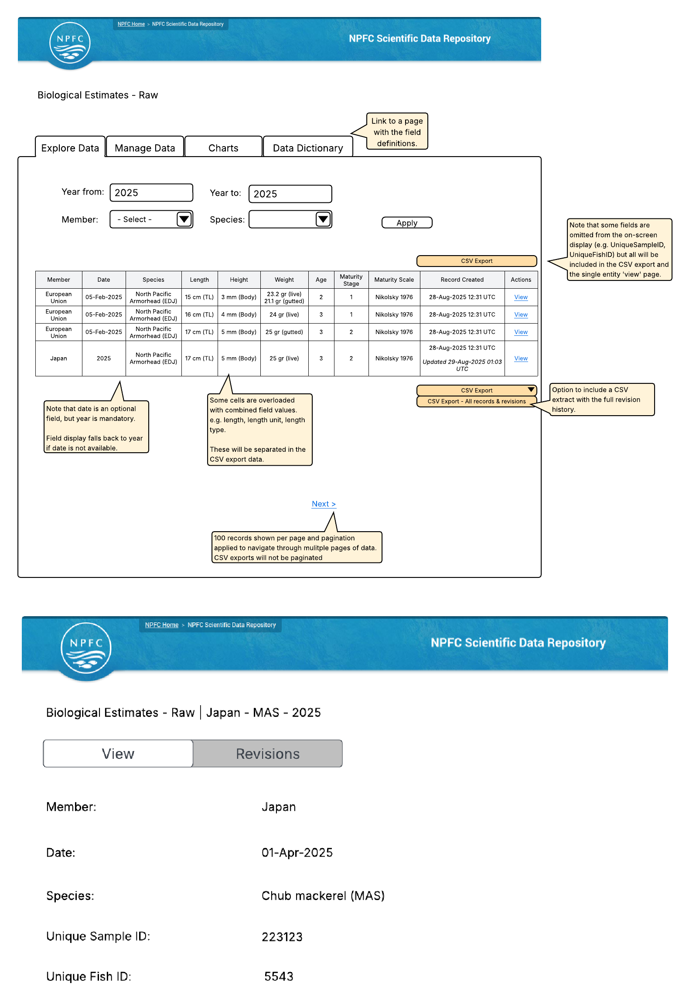 NPFC Home > NPFC Scientific Data Repository
NPFC
NPFC Scientific Data Repository
Biological Estimates - Raw
Link to a page
with the field
definitions.
Explore Data
Manage Data
Charts
Data Dictionary
Year from:
2025
Year to:
2025
Member:
- Select -
Species:
Apply
Note that some fields are
omitted from the on-screen
display (e.g. UniqueSampleID,
UniqueFishID) but all will be
included in the CSV export and
the single entity 'view' page.
CSV Export
Member Date Species Length Height Weight Age Maturity Stage Maturity Scale Record Created Actions
European Union 05-Feb-2025 North Pacific Armorhead (EDJ) 15 cm (TL) 3 mm (Body) 23.2 gr (live) 21.1 gr (gutted) 2 1 Nikolsky 1976 28-Aug-2025 12:31 UTC View
European Union 05-Feb-2025 North Pacific Armorhead (EDJ) 16 cm (TL) 4 mm (Body) 24 gr (live) 3 1 Nikolsky 1976 28-Aug-2025 12:31 UTC View
European Union 05-Feb-2025 North Pacific Armorhead (EDJ) 17 cm (TL) 5 mm (Body) 25 gr (gutted) 3 2 Nikolsky 1976 28-Aug-2025 12:31 UTC View
Japan 2025 North Pacific Armorhead (EDJ) 17 cm (TL) 5 mm (Body) 25 gr (live) 3 2 Nikolsky 1976 28-Aug-2025 12:31 UTC Updated 29-Aug-2025 01:03 UTC View
CSV Export
CSV Export - All records & revisions
Option to include a CSV
extract with the full revision
history.
Note that date is an optional
field, but year is mandatory.
Field display falls back to year
if date is not available.
Some cells are overloaded
with combined field values.
e.g. length, length unit, length
type.
These will be separated in the
CSV export data.
Next >
100 records shown per page and pagination
applied to navigate through mulitple pages of data.
CSV exports will not be paginated
NPFC Home > NPFC Scientific Data Repository
NPFC
NPFC Scientific Data Repository
Biological Estimates - Raw | Japan - MAS - 2025
View
Revisions
Member: Japan
Date: 01-Apr-2025
Species: Chub mackerel (MAS)
Unique Sample ID: 223123
Unique Fish ID: 5543